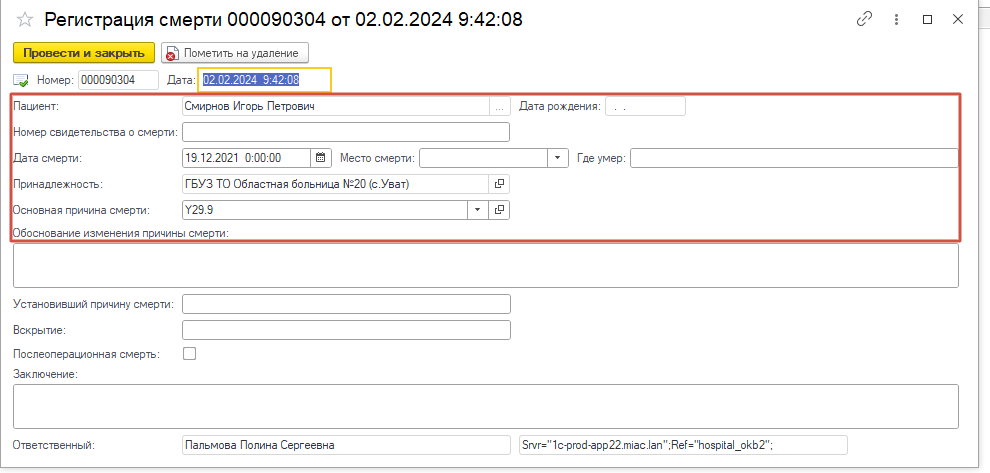 Регистрация смерти 000090304 от 02.02.2024 9:42:08
Провести и закрыть Пометить на удаление
Номер: 000090304 Дата: 02.02.2024 9:42:08
Пациент: Смирнов Игорь Петрович ... Дата рождения: . .
Номер свидетельства о смерти:
Дата смерти: 19.12.2021 0:00:00 Место смерти: Где умер:
Принадлежность: ГБУЗ ТО Областная больница №20 (с.Уват)
Основная причина смерти: Y29.9
Обоснование изменения причины смерти:
Установивший причину смерти:
Вскрытие:
Послеоперационная смерть:
Заключение:
Ответственный: Пальмова Полина Сергеевна Srvr="1c-prod-app22.miac.lan";Ref="hospital_okb2";